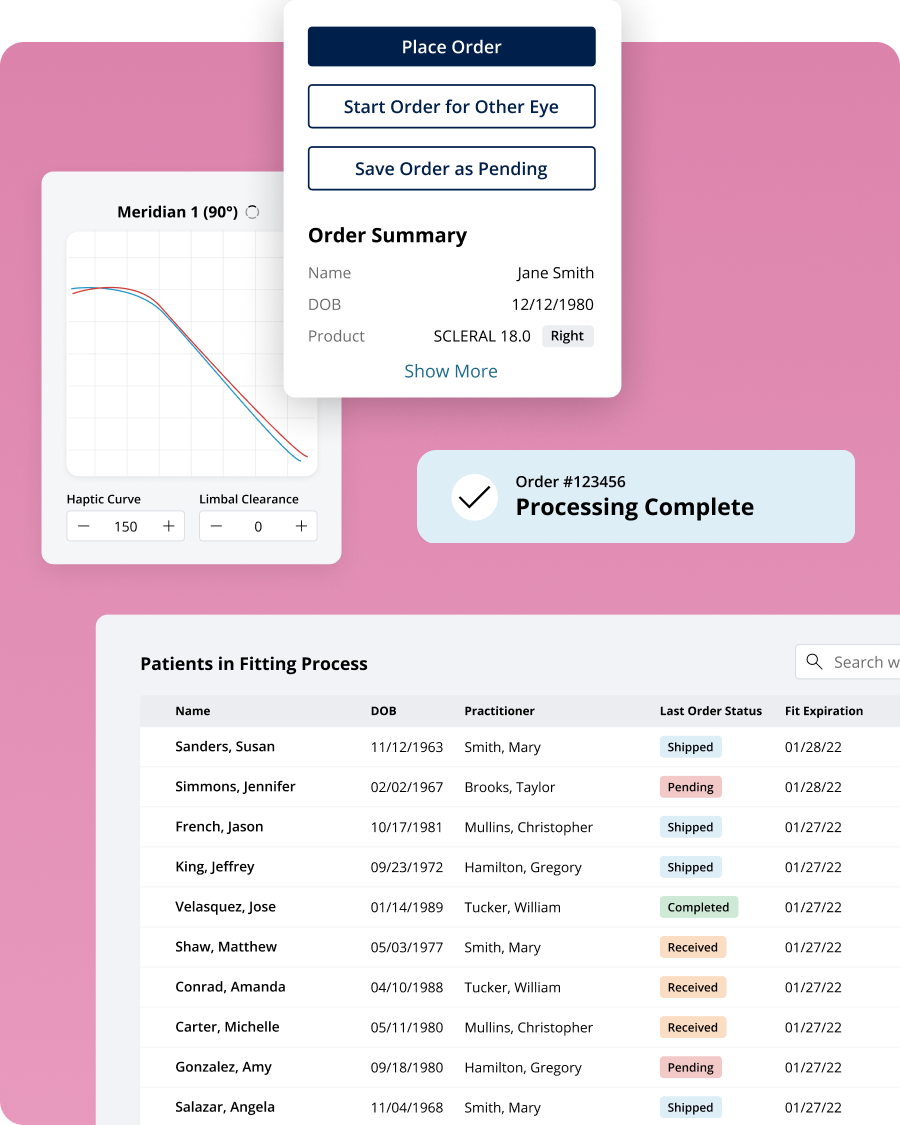 Place Order
Start Order for Other Eye
Save Order as Pending
Order Summary
Name Jane Smith
DOB 12/12/1980
Product SCLERAL 18.0 Right
Show More
Meridian 1 (90°)
Haptic Curve Limbal Clearance
− 150 + − 0 +
Order #123456
Processing Complete
Patients in Fitting Process
Search
Name DOB Practitioner Last Order Status Fit Expiration
Sanders, Susan 11/12/1963 Smith, Mary Shipped 01/28/22
Simmons, Jennifer 02/02/1967 Brooks, Taylor Pending 01/28/22
French, Jason 10/17/1981 Mullins, Christopher Shipped 01/27/22
King, Jeffrey 09/23/1972 Hamilton, Gregory Shipped 01/27/22
Velasquez, Jose 01/14/1989 Tucker, William Completed 01/27/22
Shaw, Matthew 05/03/1977 Smith, Mary Received 01/27/22
Conrad, Amanda 04/10/1988 Tucker, William Received 01/27/22
Carter, Michelle 05/11/1980 Mullins, Christopher Received 01/27/22
Gonzalez, Amy 09/18/1980 Hamilton, Gregory Pending 01/27/22
Salazar, Angela 11/04/1968 Smith, Mary Shipped 01/27/22